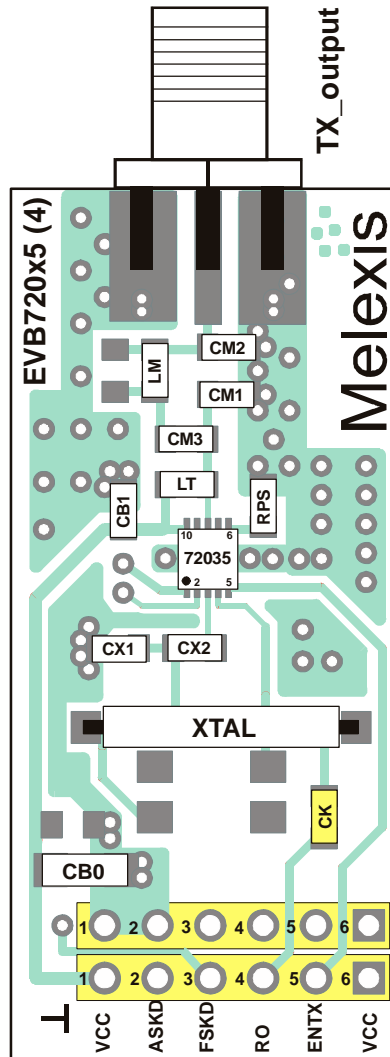 TX_output
EVB720x5 (4)
Melexis
CM2
LM
CM1
CM3
LT
CB1
RPS
10 6
72035
2 5
CX1
CX2
XTAL
CK
CB0
1 2 3 4 5 6
1 2 3 4 5 6
VCC
ASKD
FSKD
RO
ENTX
VCC